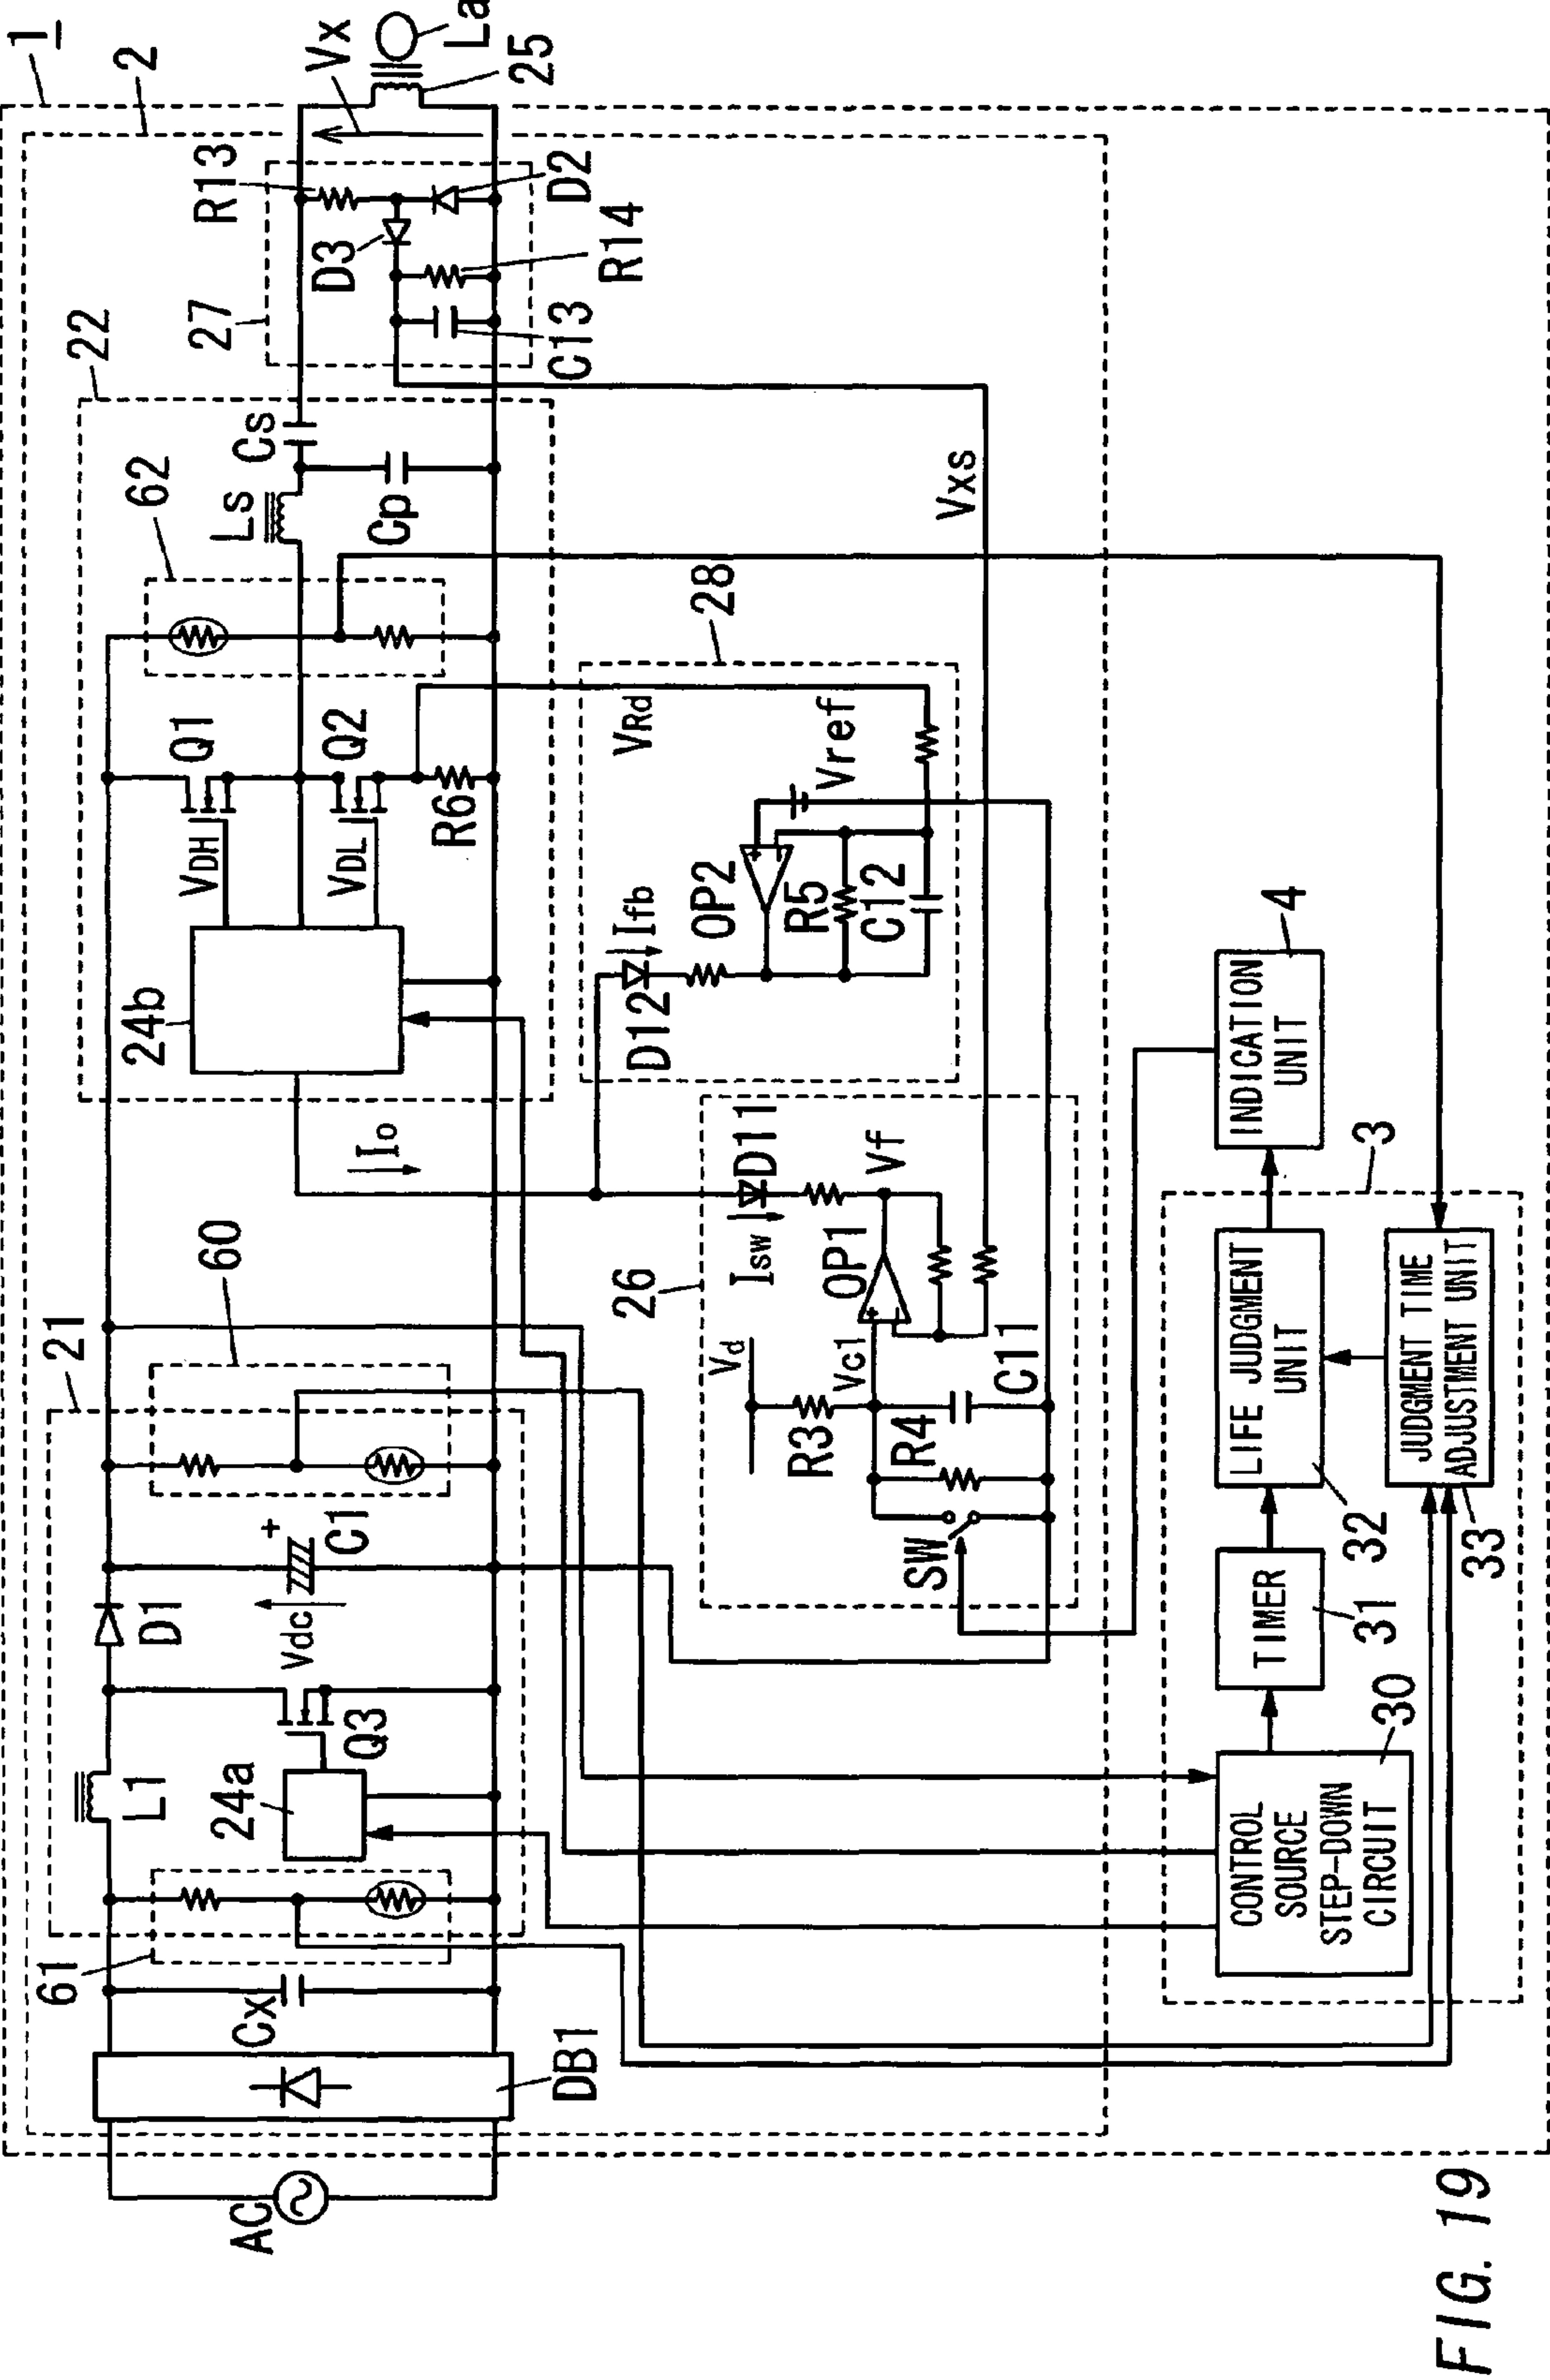 1
2
Vx
La
25
R13
D2
D3
R14
27
C13
22
Cs
62
Ls
Cp
Vxs
28
Q1
Q2
VRd
Vref
VDH
VDL
R6
24b
OP2
R5
C12
Ifb
D12
4
INDICATION
UNIT
Io
D11
Vf
3
60
Isw
OP1
26
21
Vd
Vc1
C11
R3
R4
LIFE JUDGMENT
UNIT
JUDGMENT TIME
ADJUSTMENT UNIT
32
33
+
C1
SW
D1
Vdc
TIMER
31
Q3
L1
24a
30
CONTROL
SOURCE
STEP-DOWN
CIRCUIT
61
Cx
DB1
AC
FIG. 19